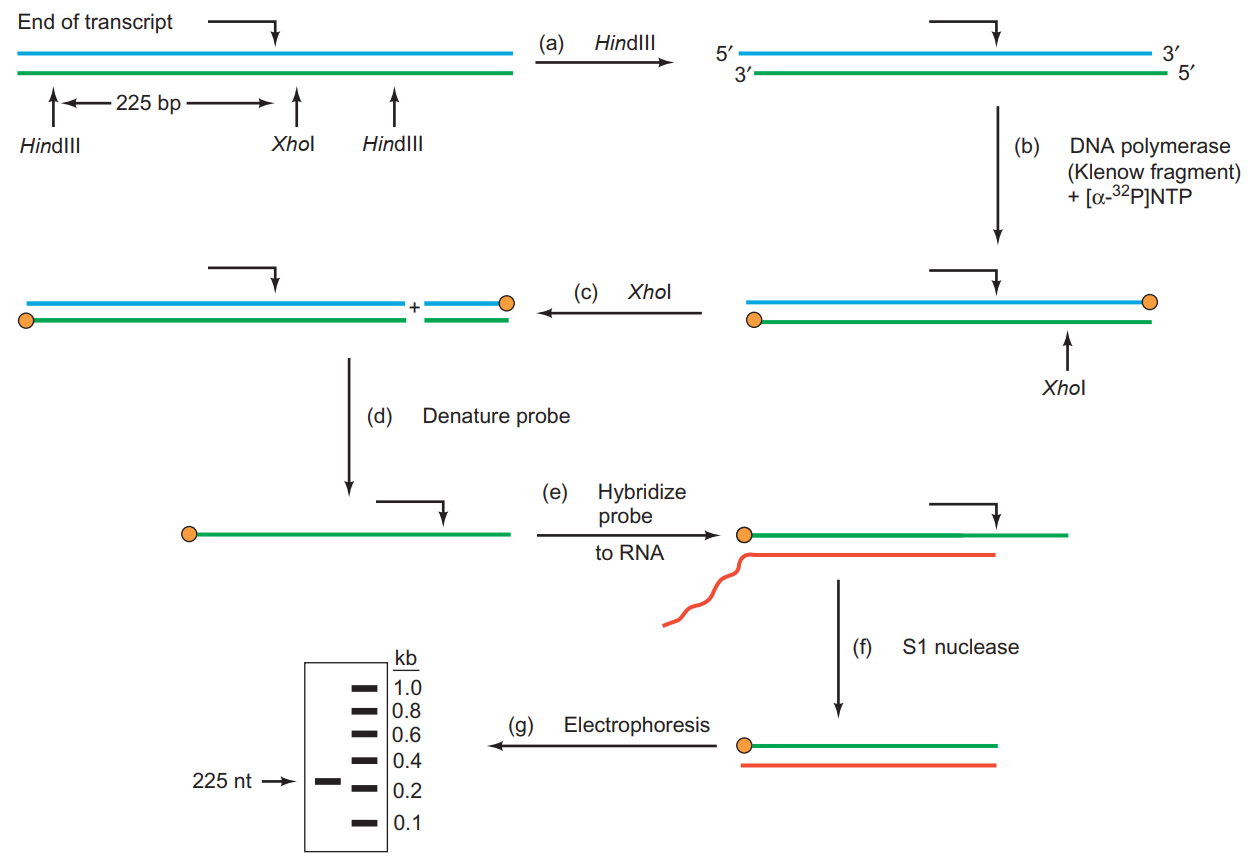 End of transcript
(a) HindIII
5′ 3′
3′ 5′
225 bp
HindIII XhoI HindIII
(b) DNA polymerase
(Klenow fragment)
+ [α-³²P]NTP
(c) XhoI
+
XhoI
(d) Denature probe
(e) Hybridize
probe
to RNA
(f) S1 nuclease
(g) Electrophoresis
kb
1.0
0.8
0.6
0.4
225 nt
0.2
0.1